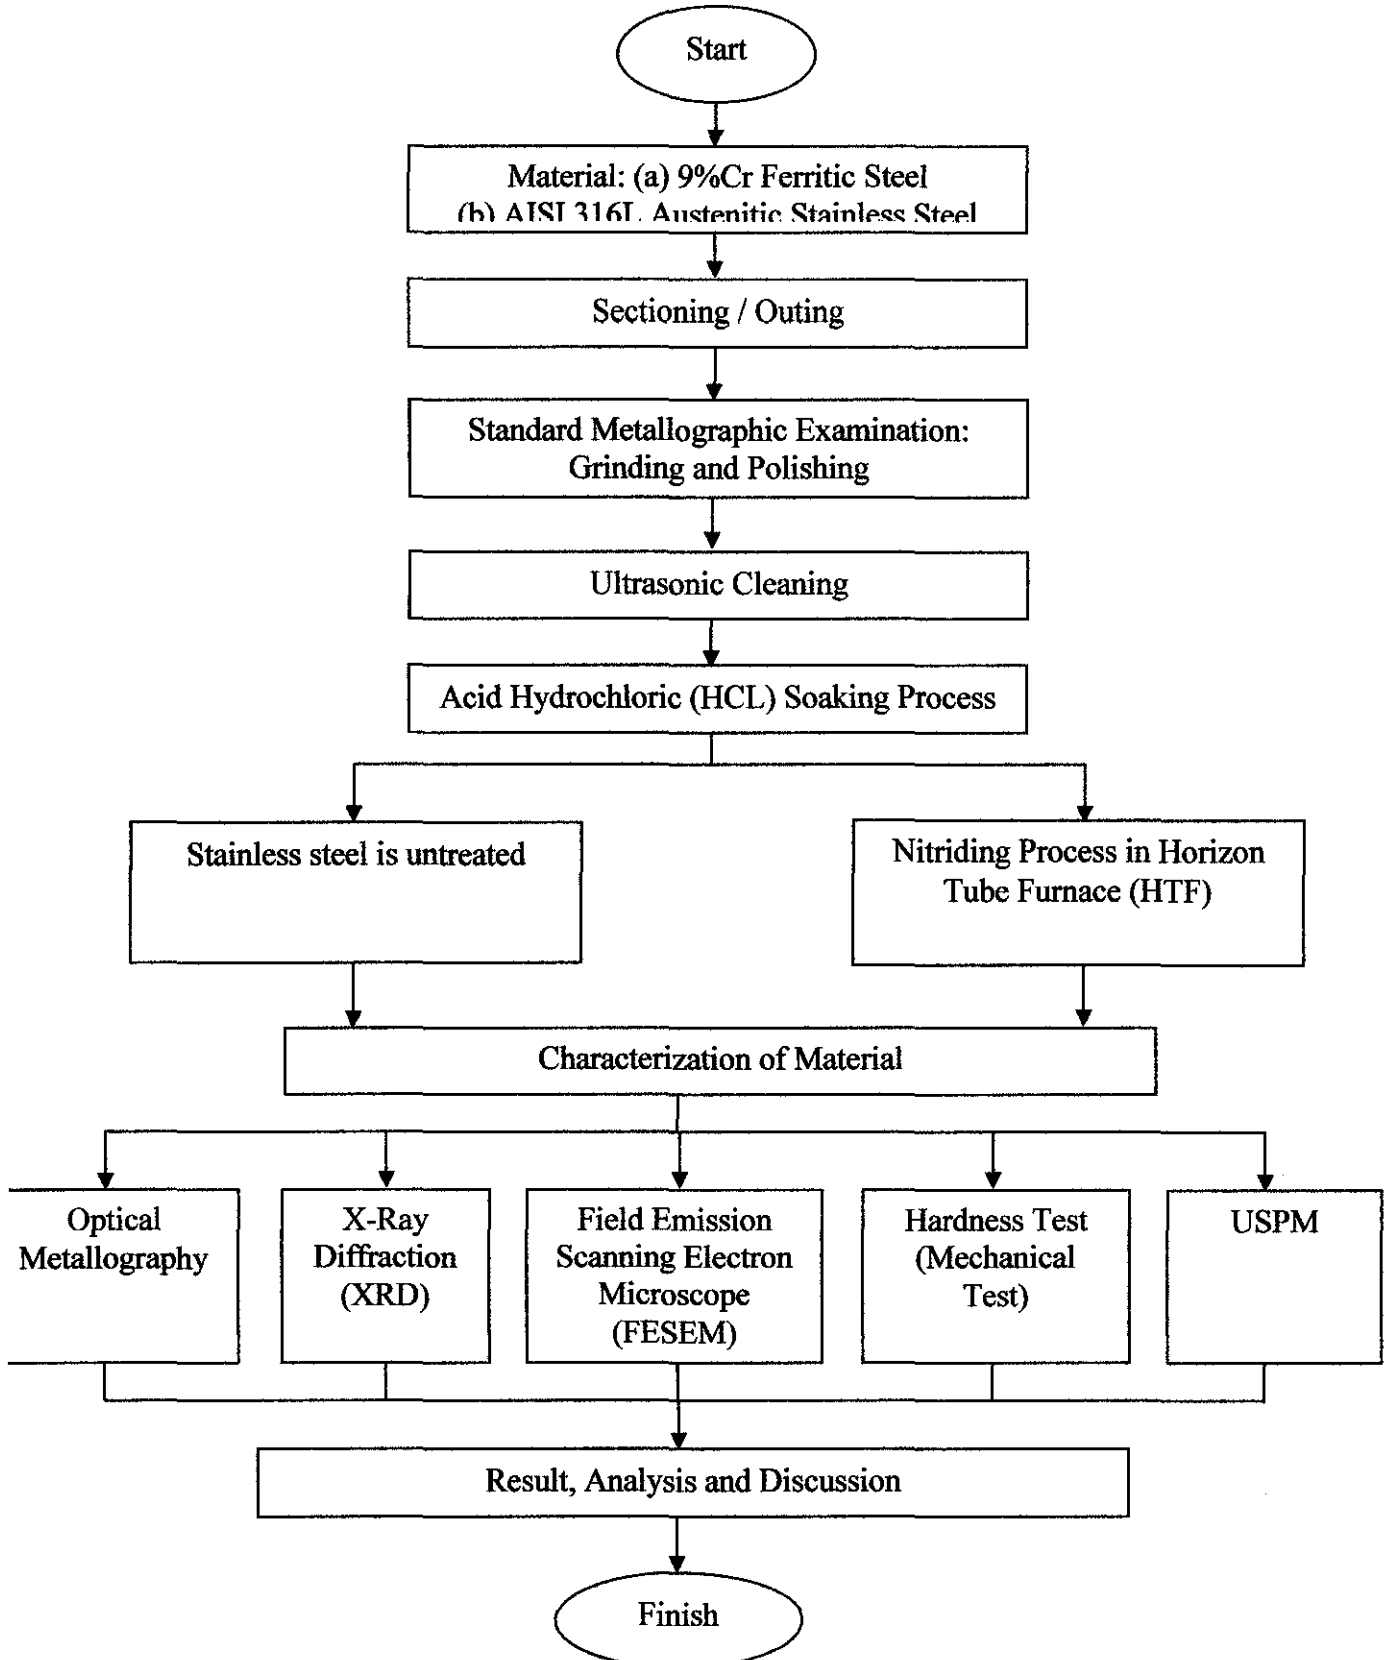 Start
Material: (a) 9%Cr Ferritic Steel
(b) AISI 316L Austenitic Stainless Steel
Sectioning / Outing
Standard Metallographic Examination:
Grinding and Polishing
Ultrasonic Cleaning
Acid Hydrochloric (HCL) Soaking Process
Stainless steel is untreated
Nitriding Process in Horizon
Tube Furnace (HTF)
Characterization of Material
Optical
Metallography
X-Ray
Diffraction
(XRD)
Field Emission
Scanning Electron
Microscope
(FESEM)
Hardness Test
(Mechanical
Test)
USPM
Result, Analysis and Discussion
Finish